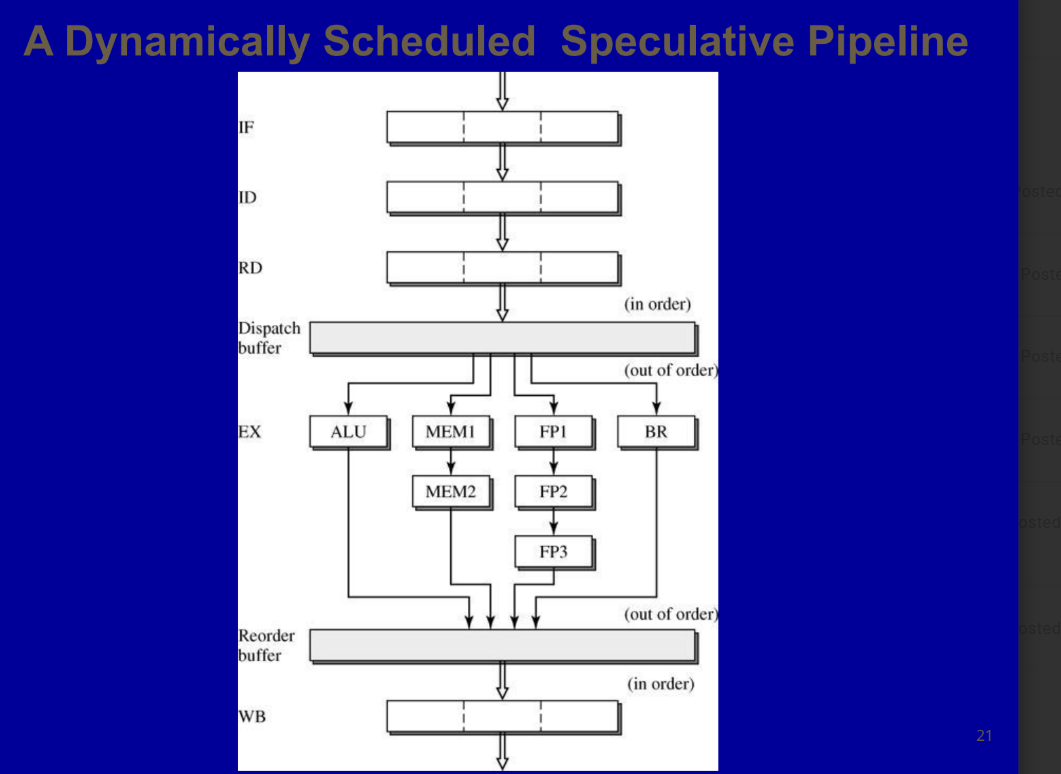 A Dynamically Scheduled Speculative Pipeline
IF
ID
RD
(in order)
Dispatch
buffer
(out of order)
EX
ALU
MEM1
FP1
BR
MEM2
FP2
FP3
(out of order)
Reorder
buffer
(in order)
WB
21
Posted
Poste
Poste
Poste
osted
osted